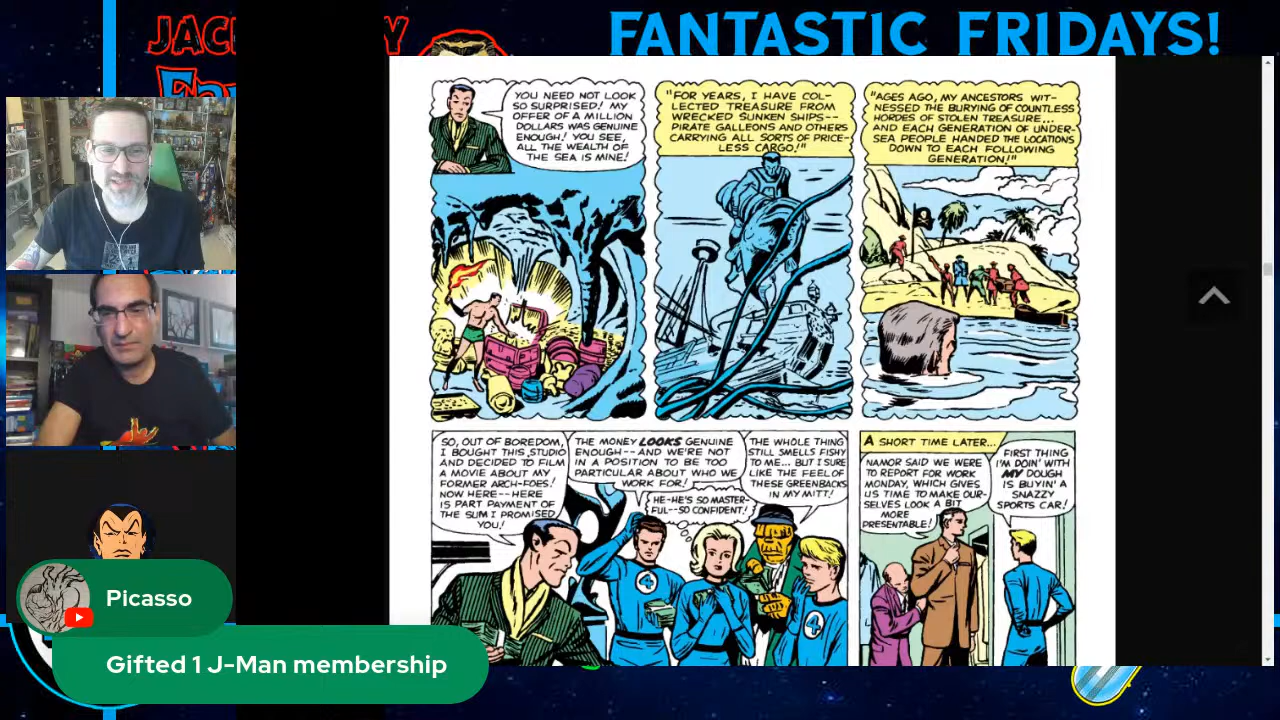 JAC
Y
FANTASTIC FRIDAYS!
YOU NEED NOT LOOK
SO SURPRISED! MY
OFFER OF A MILLION
DOLLARS WAS GENUINE
ENOUGH! YOU SEE,
ALL THE WEALTH OF
THE SEA IS MINE!
"FOR YEARS, I HAVE COL-
LECTED TREASURE FROM
WRECKED SUNKEN SHIPS--
PIRATE GALLEONS AND OTHERS
CARRYING ALL SORTS OF PRICE-
LESS CARGO!"
"AGES AGO, MY ANCESTORS WIT-
NESSED THE BURYING OF COUNTLESS
HORDES OF STOLEN TREASURE...
AND EACH GENERATION OF UNDER-
SEA PEOPLE HANDED THE LOCATIONS
DOWN TO EACH FOLLOWING
GENERATION!"
SO, OUT OF BOREDOM,
I BOUGHT THIS STUDIO
AND DECIDED TO FILM
A MOVIE ABOUT MY
FORMER ARCH-FOES!
NOW HERE--HERE
IS PART PAYMENT OF
THE SUM I PROMISED
YOU!
THE MONEY LOOKS GENUINE
ENOUGH--AND WE'RE NOT
IN A POSITION TO BE TOO
PARTICULAR ABOUT WHO WE
WORK FOR!
HE-HE'S SO MASTER-
FUL--SO CONFIDENT!
THE WHOLE THING
STILL SMELLS FISHY
TO ME... BUT I SURE
LIKE THE FEEL OF
THESE GREENBACKS
IN MY MITT!
4
4
A SHORT TIME LATER...
NAMOR SAID WE WERE
TO REPORT FOR WORK
MONDAY, WHICH GIVES
US TIME TO MAKE OUR-
SELVES LOOK A BIT
MORE
PRESENTABLE!
FIRST THING
I'M DOIN' WITH
MY DOUGH
IS BUYIN' A
SNAZZY
SPORTS CAR!
Picasso
Gifted 1 J-Man membership